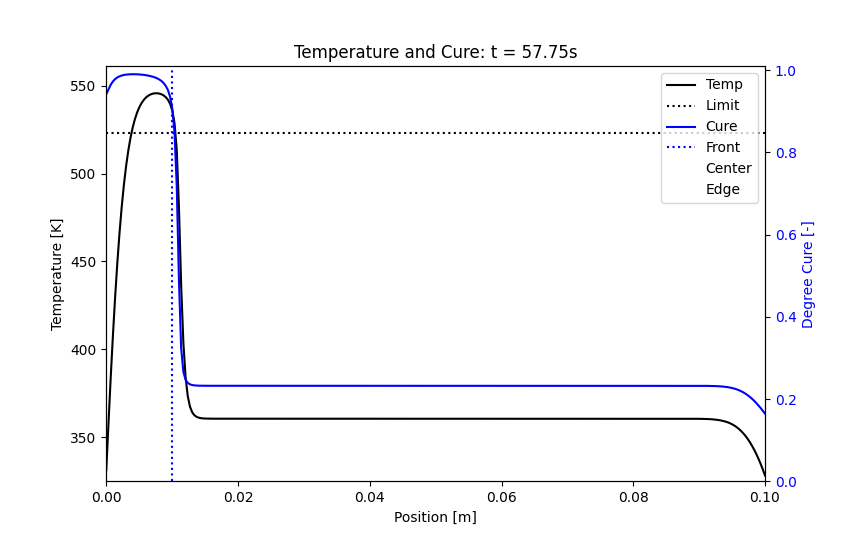 Temperature and Cure: t = 57.75s
550
500
450
400
350
Temperature [K]
1.0
0.8
0.6
0.4
0.2
0.0
Degree Cure [-]
Temp
Limit
Cure
Front
Center
Edge
0.00 0.02 0.04 0.06 0.08 0.10
Position [m]